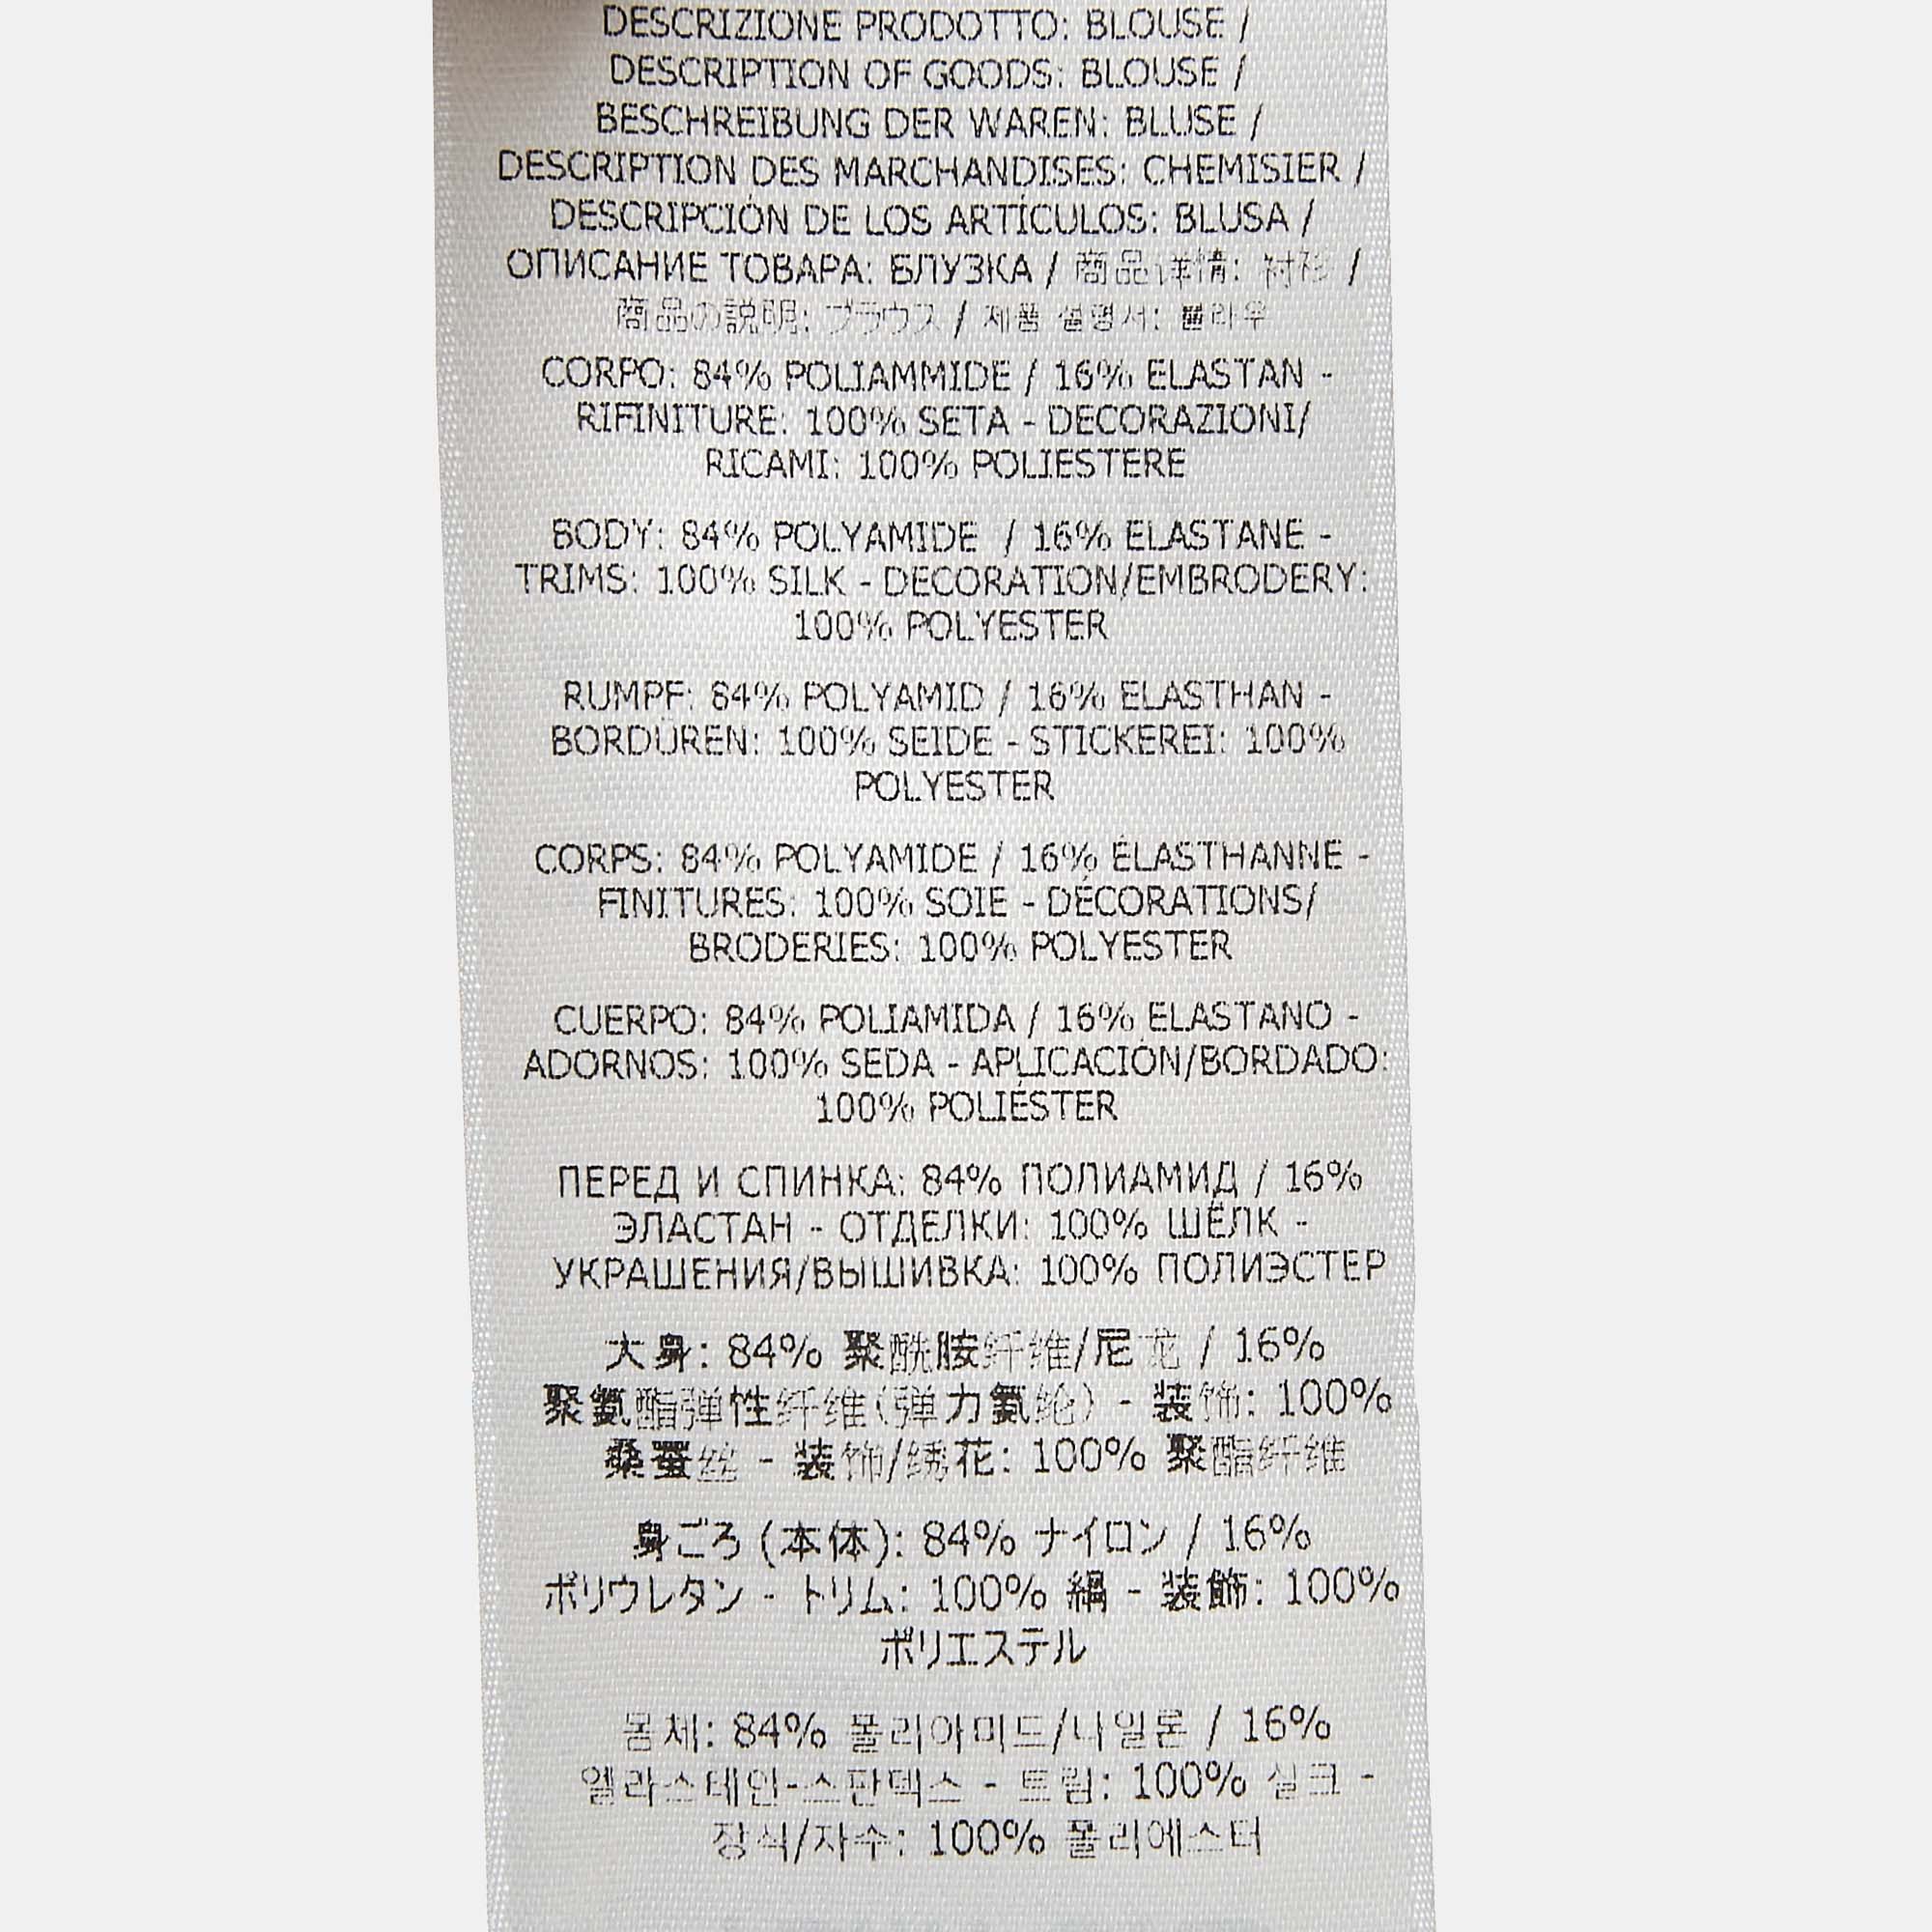 DESCRIZIONE PRODOTTO: BLOUSE /
DESCRIPTION OF GOODS: BLOUSE /
BESCHREIBUNG DER WAREN: BLUSE /
DESCRIPTION DES MARCHANDISES: CHEMISIER /
DESCRIPCIÓN DE LOS ARTÍCULOS: BLUSA /
ОПИСАНИЕ ТОВАРА: БЛУЗКА / 商品详情: 衬衫 /
商品の説明: ブラウス / 제품 설명서: 블라우
CORPO: 84% POLIAMMIDE / 16% ELASTAN -
RIFINITURE: 100% SETA - DECORAZIONI/
RICAMI: 100% POLIESTERE
BODY: 84% POLYAMIDE / 16% ELASTANE -
TRIMS: 100% SILK - DECORATION/EMBRODERY:
100% POLYESTER
RUMPF: 84% POLYAMID / 16% ELASTHAN -
BORDÜREN: 100% SEIDE - STICKEREI: 100%
POLYESTER
CORPS: 84% POLYAMIDE / 16% ÉLASTHANNE -
FINITURES: 100% SOIE - DÉCORATIONS/
BRODERIES: 100% POLYESTER
CUERPO: 84% POLIAMIDA / 16% ELASTANO -
ADORNOS: 100% SEDA - APLICACIÓN/BORDADO:
100% POLIÉSTER
ПЕРЕД И СПИНКА: 84% ПОЛИАМИД / 16%
ЭЛАСТАН - ОТДЕЛКИ: 100% ШЁЛК -
УКРАШЕНИЯ/ВЫШИВКА: 100% ПОЛИЭСТЕР
大身: 84% 聚酰胺纤维/尼龙 / 16%
聚氨酯弹性纤维(弹力氨纶) - 装饰: 100%
桑蚕丝 - 装饰/绣花: 100% 聚酯纤维
身ごろ (本体): 84% ナイロン / 16%
ポリウレタン - トリム: 100% 絹 - 装飾: 100%
ポリエステル
몸체: 84% 폴리아미드/나일론 / 16%
엘라스테인-스판덱스 - 트림: 100% 실크 -
장식/자수: 100% 폴리에스터